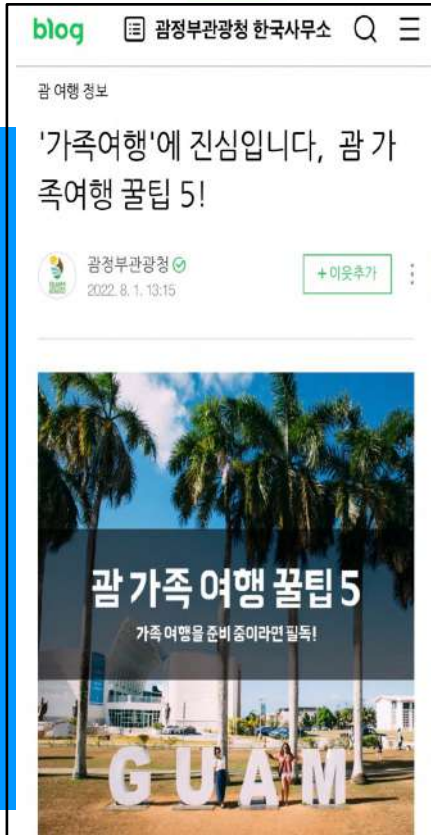 blog 괌정부관광청 한국사무소
괌 여행 정보
'가족여행'에 진심입니다, 괌 가
족여행 꿀팁 5!
괌정부관광청
2022. 8. 1. 13:15
+이웃추가
괌 가족 여행 꿀팁 5
가족 여행을 준비 중이라면 필독!
GUAM